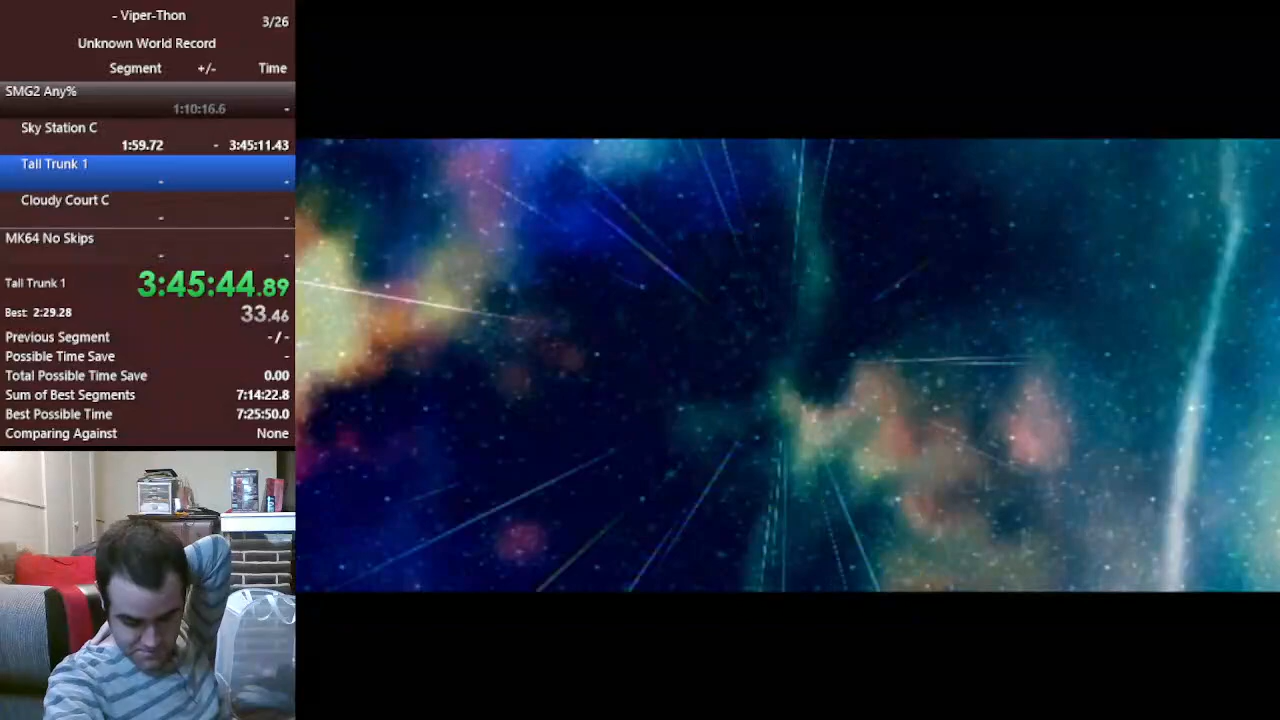 - Viper-Thon
3/26
Unknown World Record
Segment +/- Time
SMG2 Any%
1:10:16.6 -
Sky Station C
1:59.72 - 3:45:11.43
Tall Trunk 1
- -
Cloudy Court C
- -
MK64 No Skips
- -
Tall Trunk 1 3:45:44.89
Best: 2:29.28 33.46
Previous Segment - / -
Possible Time Save -
Total Possible Time Save 0.00
Sum of Best Segments 7:14:22.8
Best Possible Time 7:25:50.0
Comparing Against None